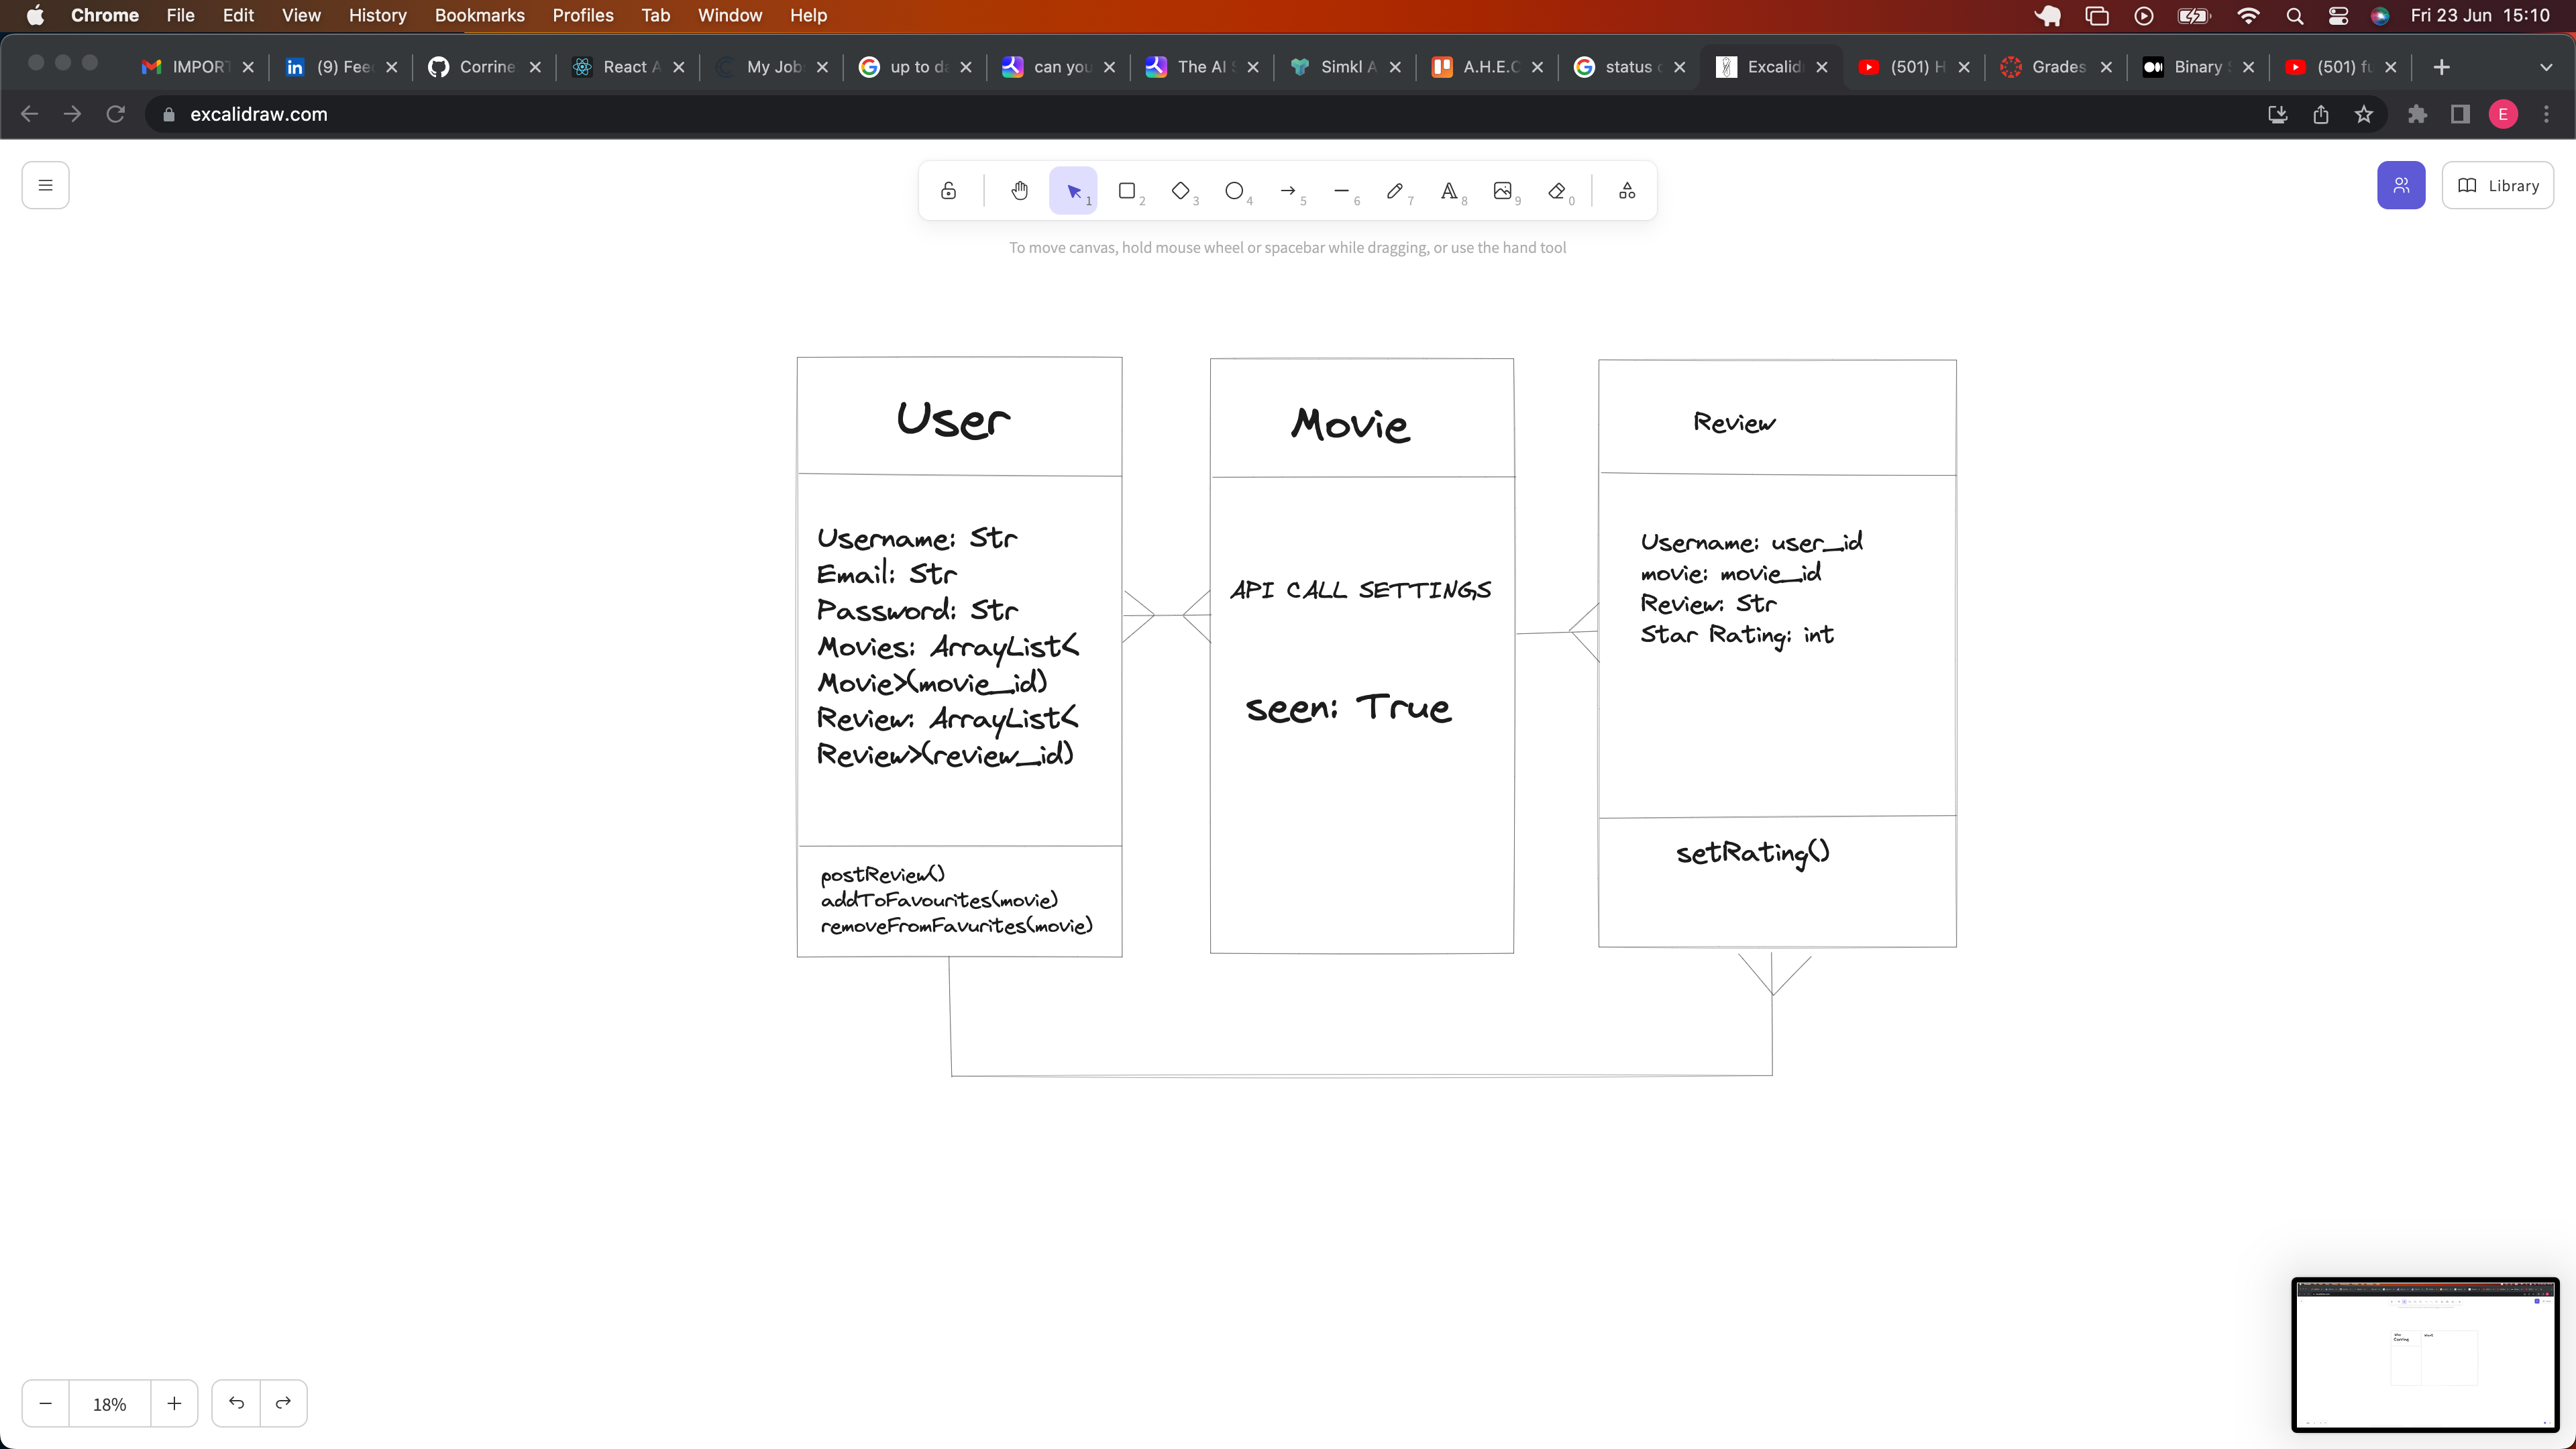 Chrome File Edit View History Bookmarks Profiles Tab Window Help Fri 23 Jun 15:10
IMPORT (9) Fee Corrine React A My Job up to da can you The AI S Simkl A A.H.E.C status o Excalid (501) H Grades Binary S (501) fu
excalidraw.com E
1 2 3 4 5 6 7 8 9 0
Library
To move canvas, hold mouse wheel or spacebar while dragging, or use the hand tool
User
Username: Str
Email: Str
Password: Str
Movies: ArrayList<
Movie>(movie_id)
Review: ArrayList<
Review>(review_id)
postReview()
addToFavourites(movie)
removeFromFavurites(movie)
Movie
API CALL SETTINGS
seen: True
Review
Username: user_id
movie: movie_id
Review: Str
Star Rating: int
setRating()
18%